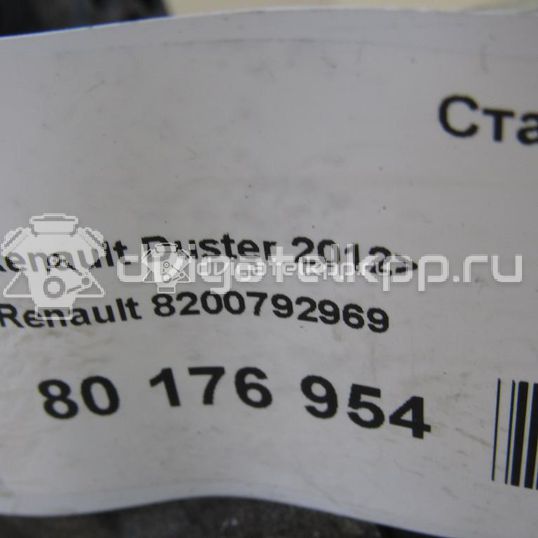 Ста
Renault Duster 2012>
Renault 8200792969
80 176 954